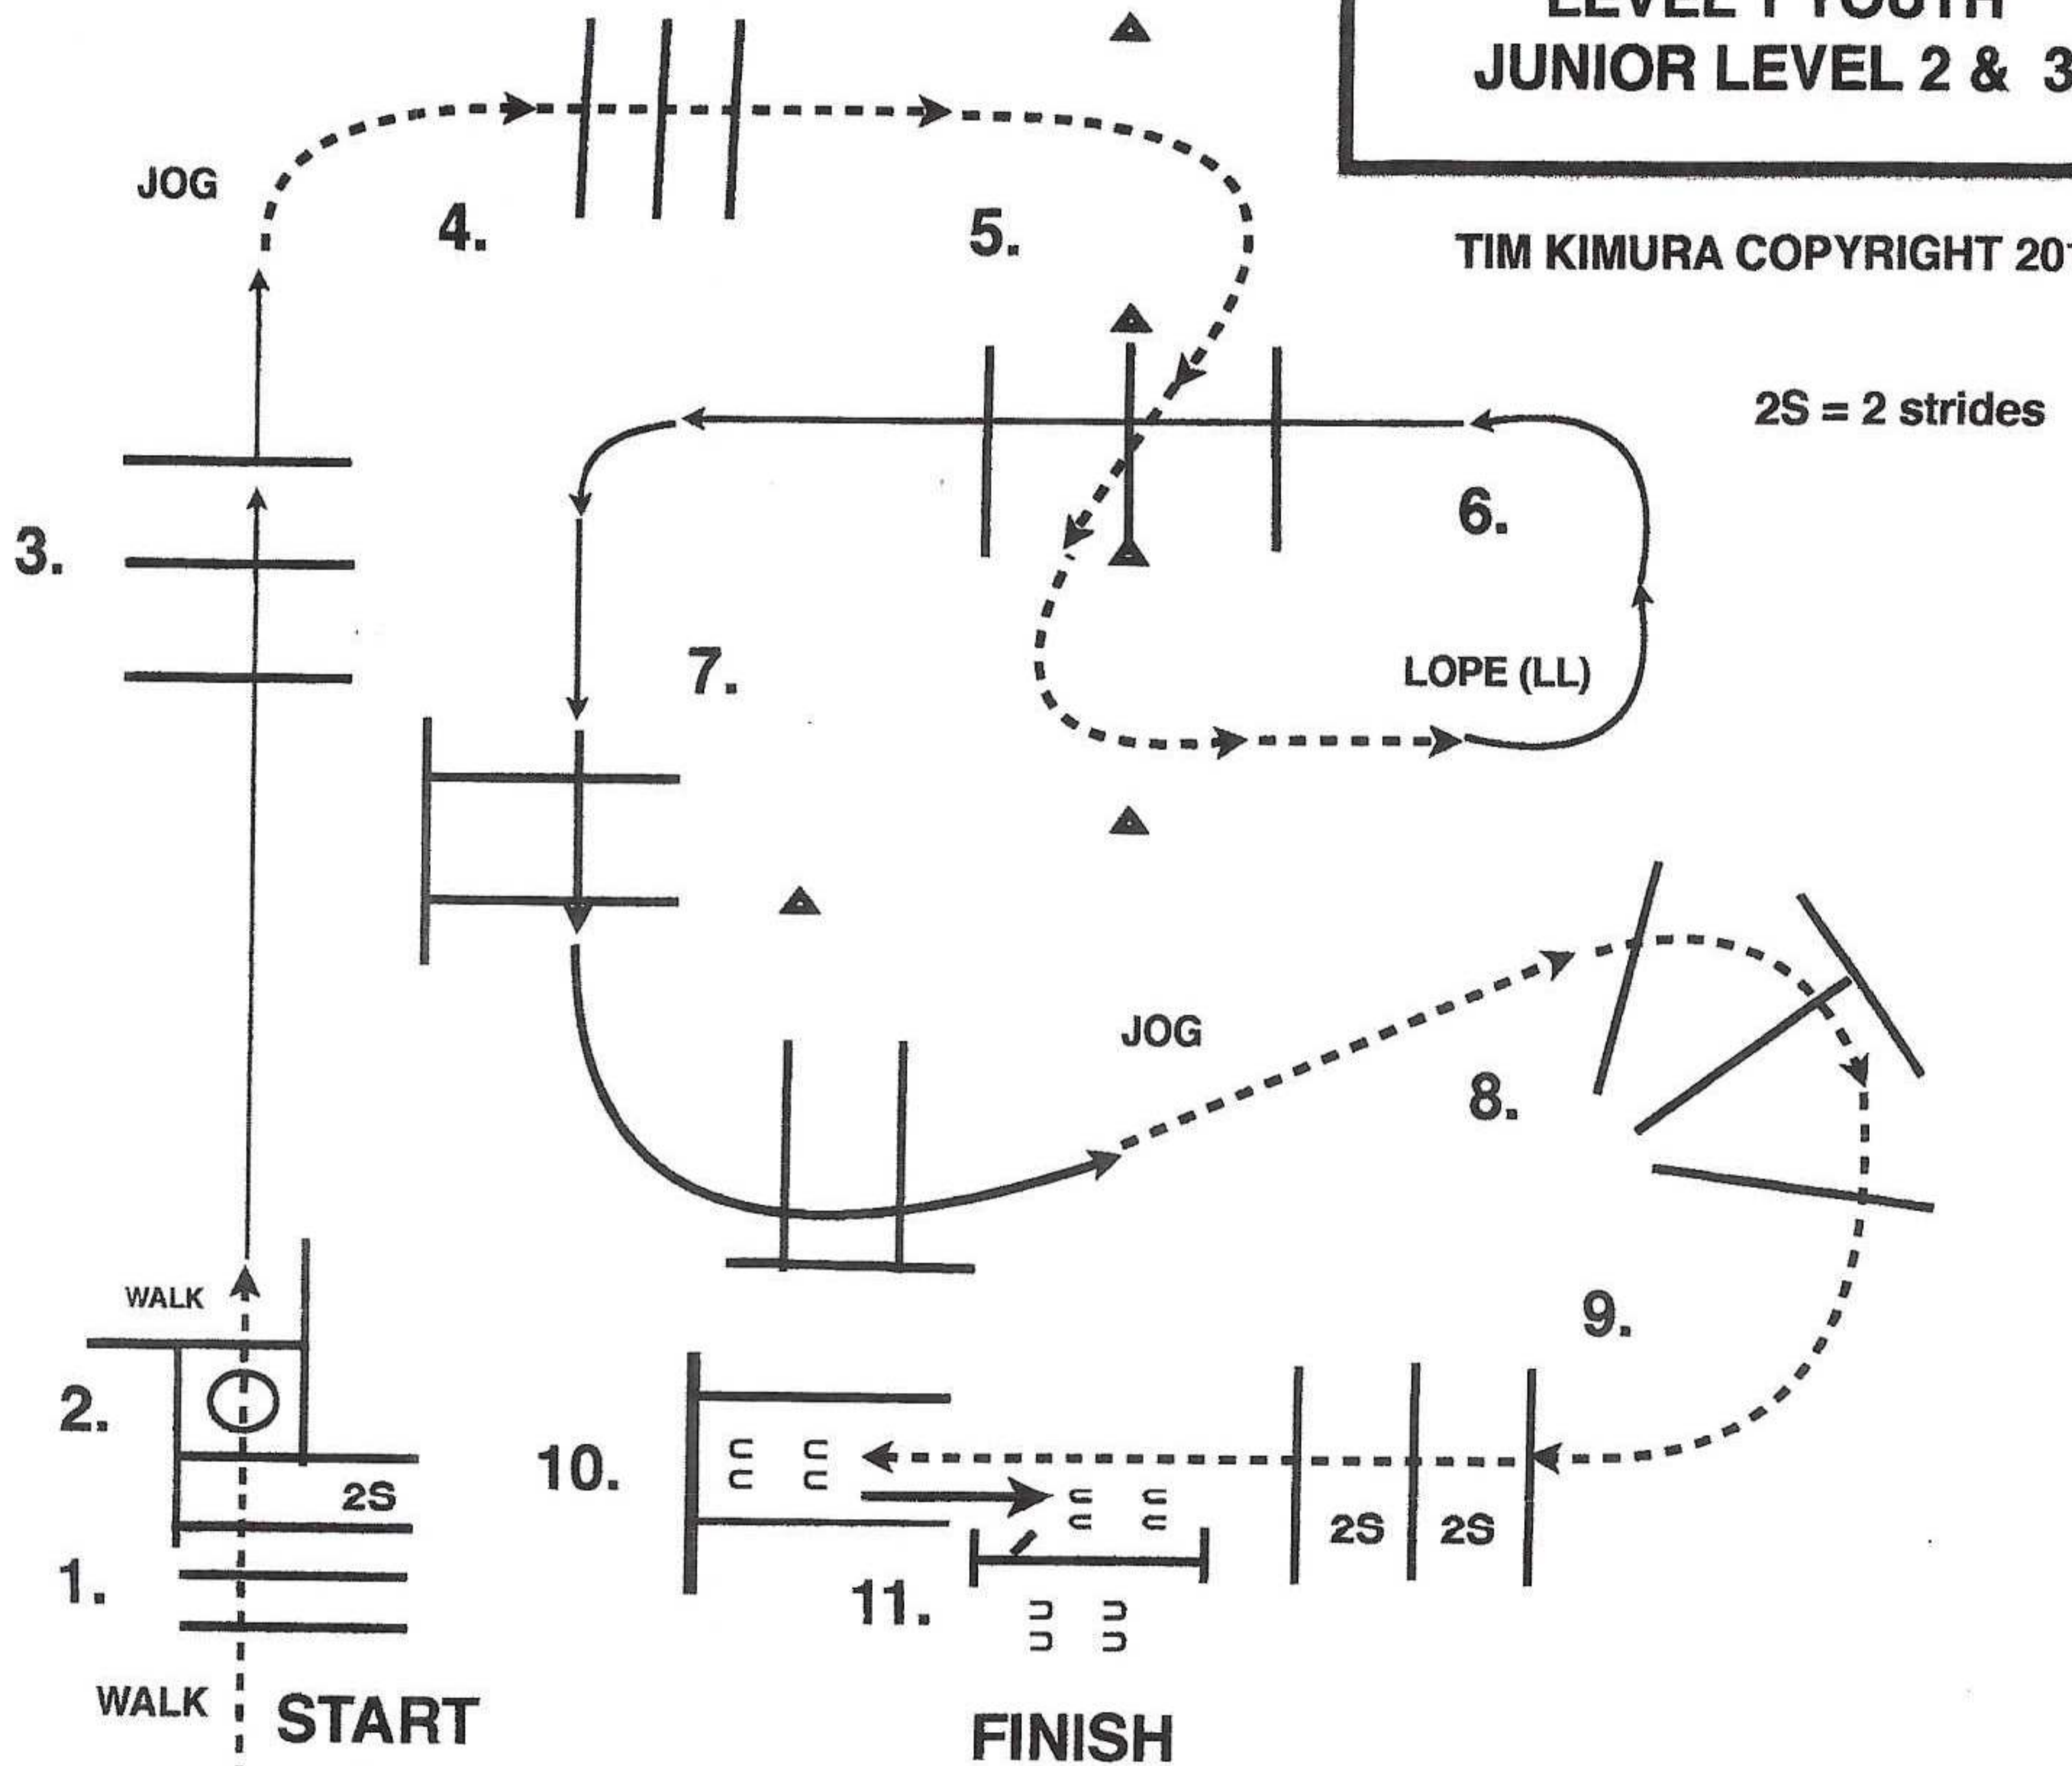 LEVEL 1 YOUTH
JUNIOR LEVEL 2 & 3
TIM KIMURA COPYRIGHT
2S = 2 strides
JOG
4.
5.
3.
6.
LOPE (LL)
7.
JOG
8.
WALK
9.
2.
2S
10.
2S 2S
1.
11.
WALK START
FINISH